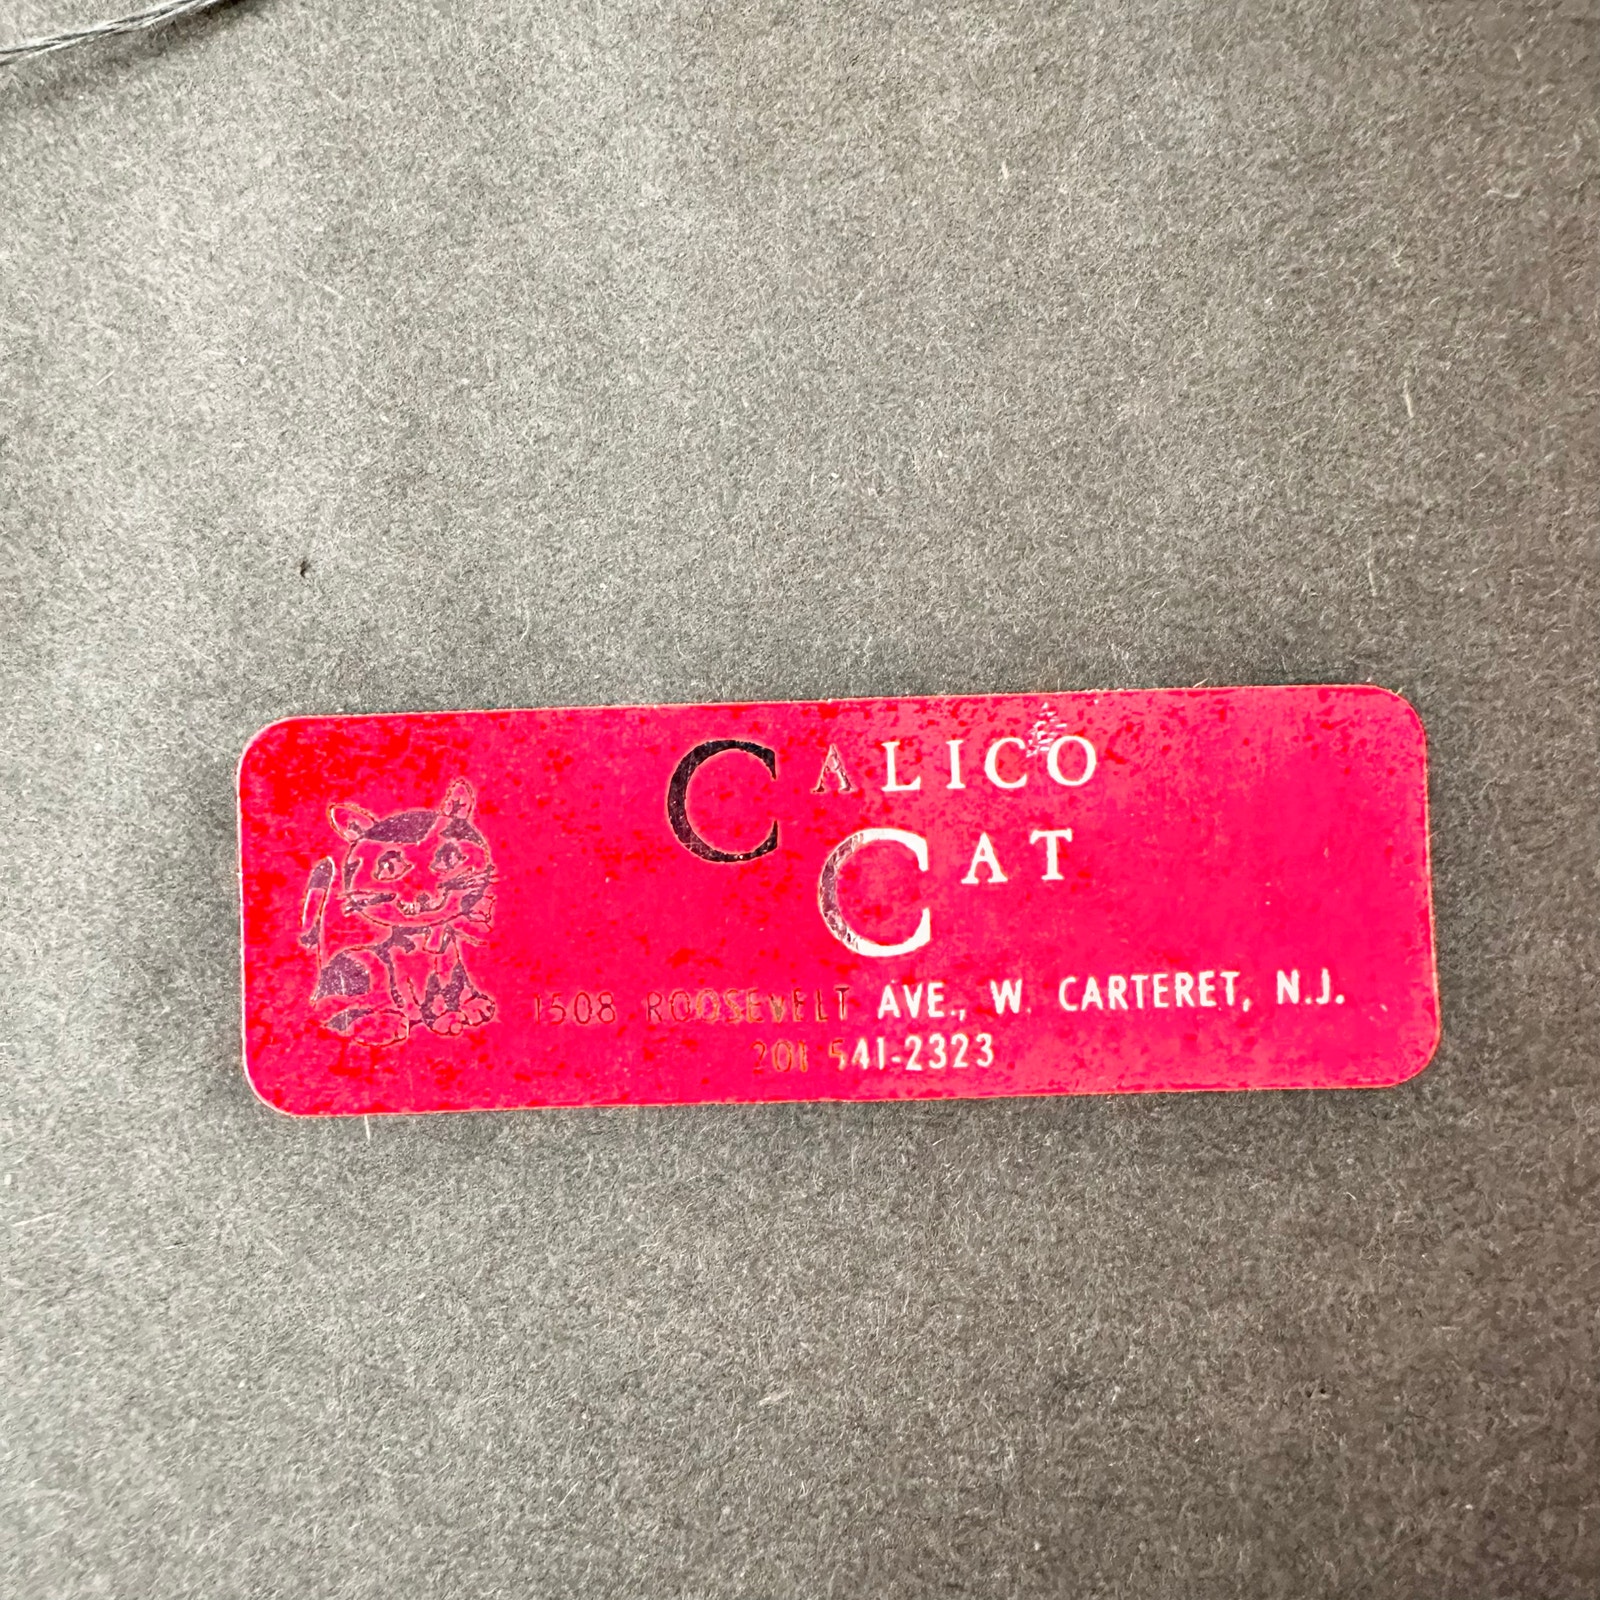 CALICO
CAT
1508 ROOSEVELT AVE., W. CARTERET, N.J.
201 541-2323